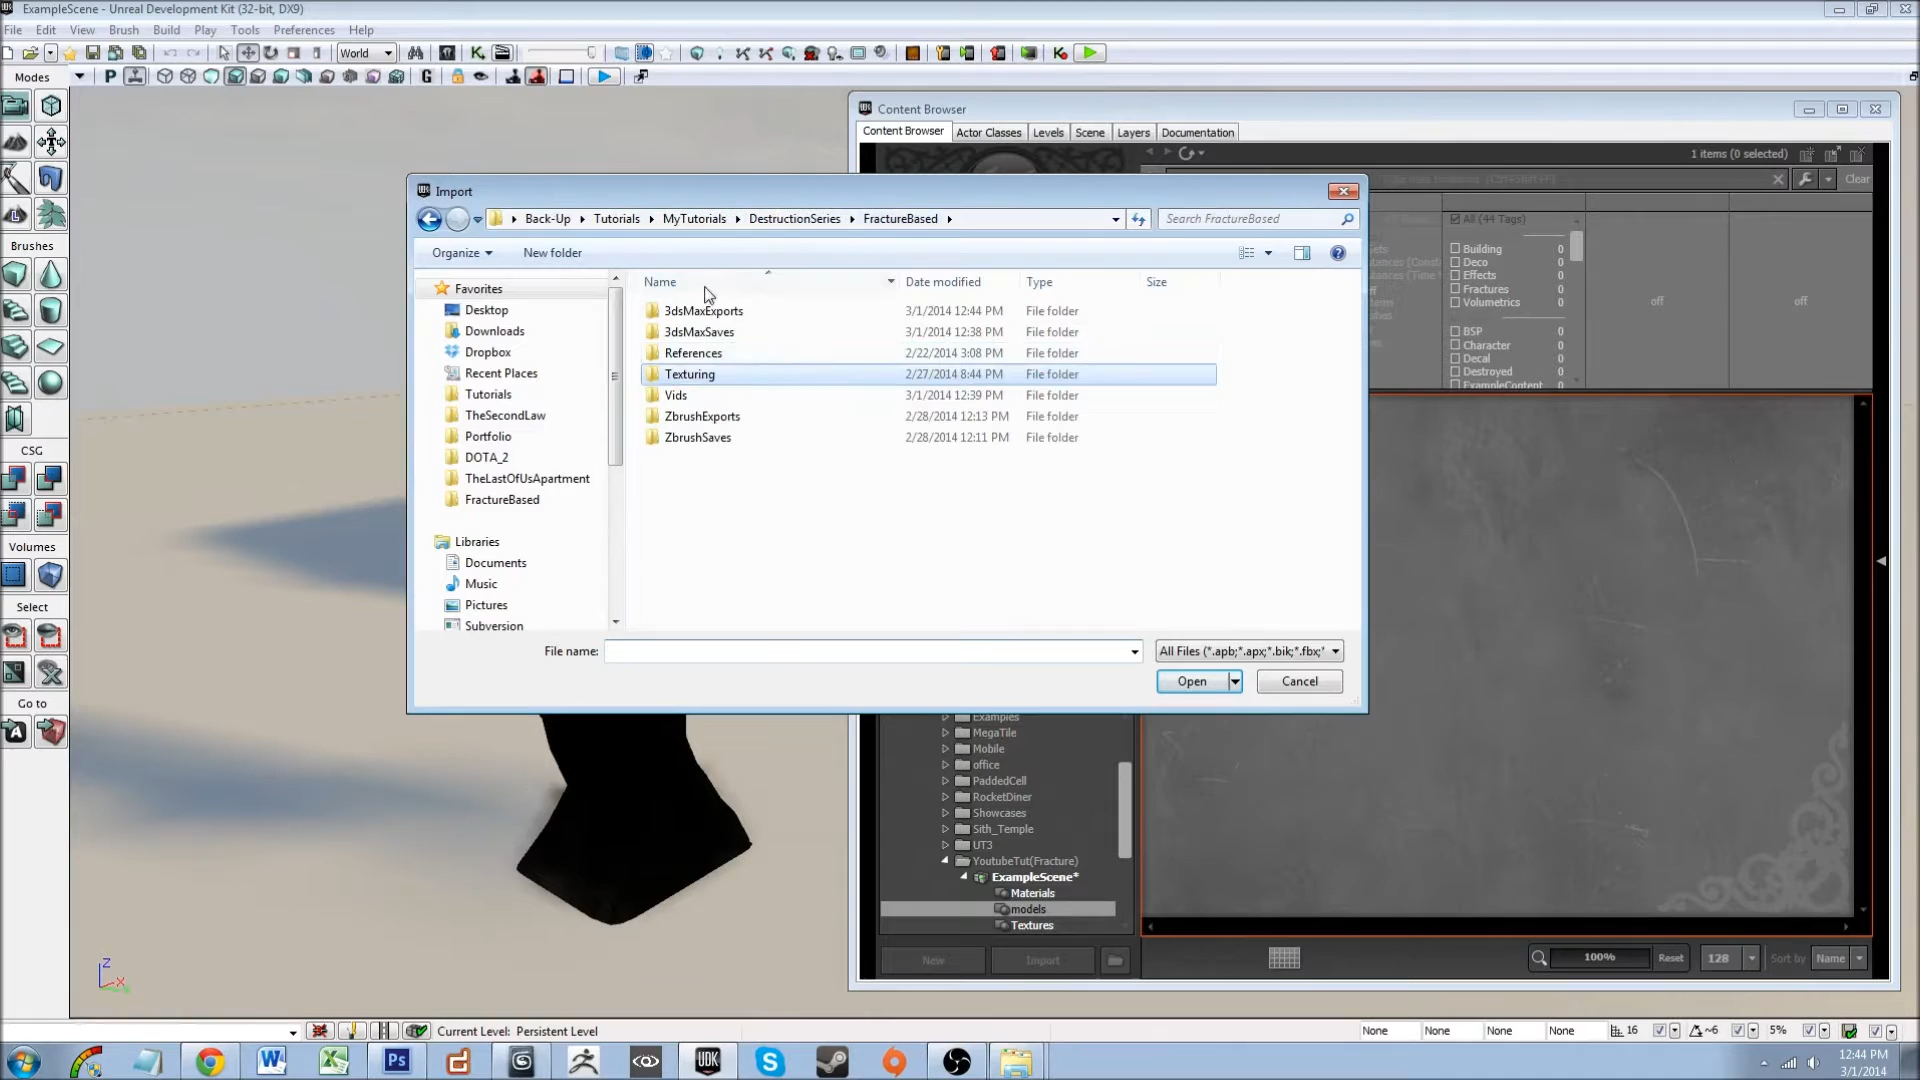 ExampleScene - Unreal Development Kit (32-bit, DX9)
File Edit View Brush Build Play Tools Preferences Help
World
Modes
P
G
Brushes
CSG
Volumes
Select
Go to
Content Browser
Content Browser Actor Classes Levels Scene Layers Documentation
1 items (0 selected)
Clear
All (44 Tags)
Building 0
Deco 0
Effects 0
Fractures 0
Volumetrics 0
BSP 0
Character 0
Decal 0
Destroyed 0
ExampleContent
off
off
Import
Back-Up Tutorials MyTutorials DestructionSeries FractureBased
Search FractureBased
Organize New folder
Favorites
Desktop
Downloads
Dropbox
Recent Places
Tutorials
TheSecondLaw
Portfolio
DOTA_2
TheLastOfUsApartment
FractureBased
Libraries
Documents
Music
Pictures
Subversion
Name Date modified Type Size
3dsMaxExports 3/1/2014 12:44 PM File folder
3dsMaxSaves 3/1/2014 12:38 PM File folder
References 2/22/2014 3:08 PM File folder
Texturing 2/27/2014 8:44 PM File folder
Vids 3/1/2014 12:39 PM File folder
ZbrushExports 2/28/2014 12:13 PM File folder
ZbrushSaves 2/28/2014 12:11 PM File folder
File name:
All Files (*.apb;*.apx;*.bik;*.fbx;*
Open Cancel
Examples
MegaTile
Mobile
office
PaddedCell
RocketDiner
Showcases
Sith_Temple
UT3
YoutubeTut(Fracture)
ExampleScene*
Materials
models
Textures
New Import
100% Reset 128 Sort by Name
Z
X
Current Level: Persistent Level
None None None None 16 ~6 5%
W Ps UDK S
12:44 PM
3/1/2014